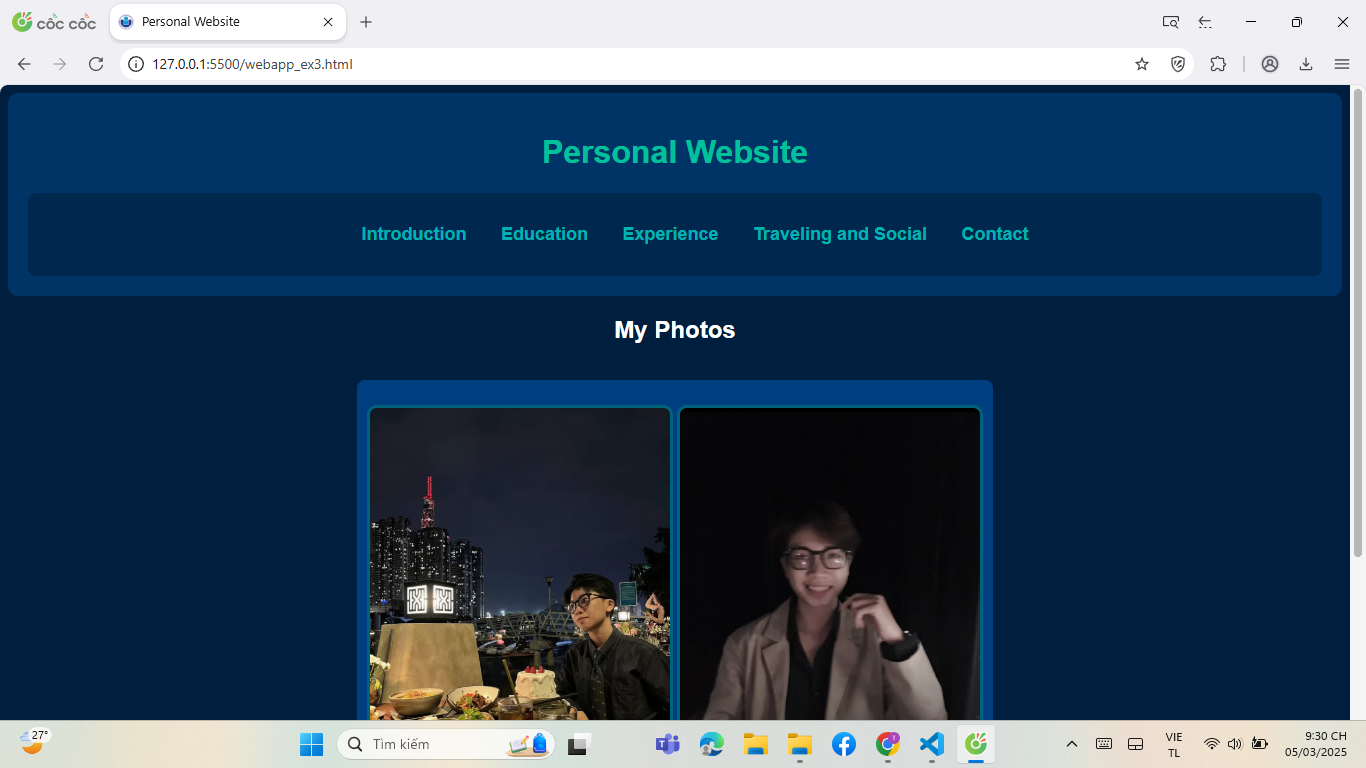 cốc cốc
Personal Website
127.0.0.1:5500/webapp_ex3.html
Personal Website
Introduction Education Experience Traveling and Social Contact
My Photos
27°
Tìm kiếm
VIE
TL
9:30 CH
05/03/2025